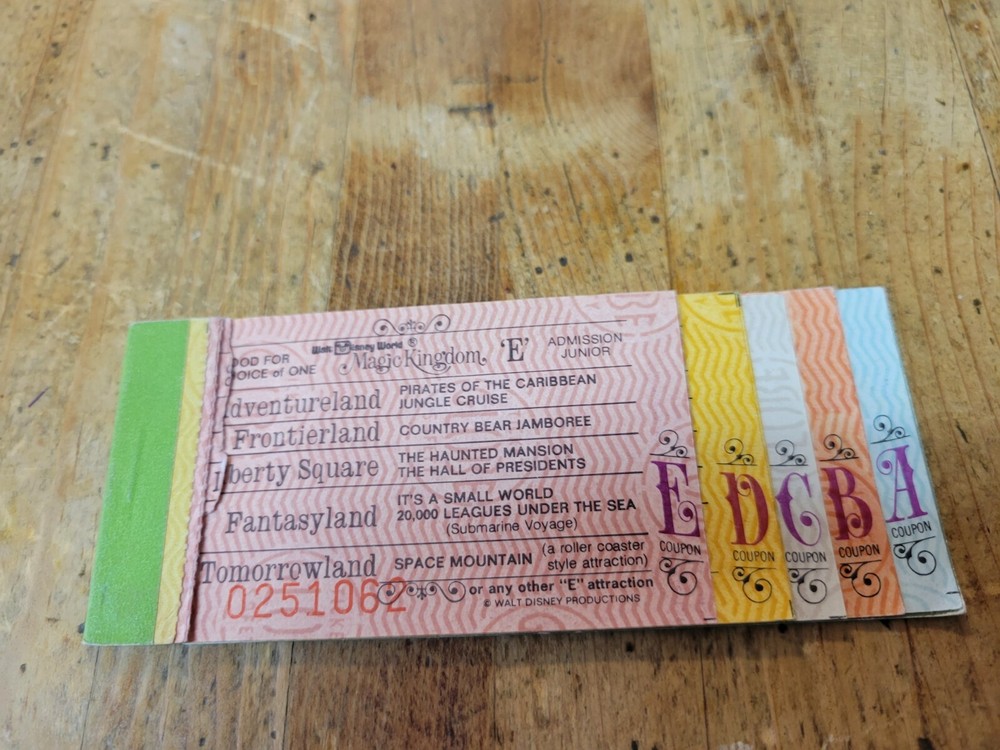 OOD FOR
OICE of ONE
Walt Disney World ®
Magic Kingdom
'E'
ADMISSION
JUNIOR
dventureland
PIRATES OF THE CARIBBEAN
JUNGLE CRUISE
Frontierland
COUNTRY BEAR JAMBOREE
Liberty Square
THE HAUNTED MANSION
THE HALL OF PRESIDENTS
Fantasyland
IT'S A SMALL WORLD
20,000 LEAGUES UNDER THE SEA
(Submarine Voyage)
Tomorrowland
SPACE MOUNTAIN (a roller coaster
style attraction)
or any other "E" attraction
© WALT DISNEY PRODUCTIONS
0251062
E
COUPON
D
COUPON
C
COUPON
B
COUPON
A
COUPON